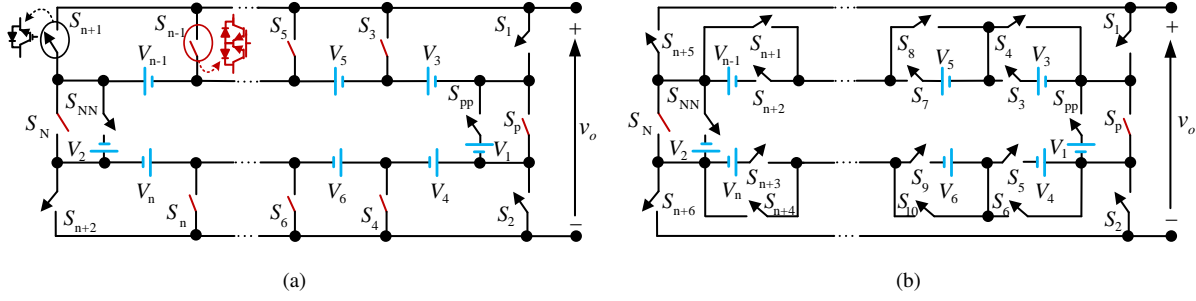 S_{n+1} S_{n-1} S_5 S_3 S_1 +
V_{n-1} V_5 V_3
S_{NN} S_{pp}
S_N S_p v_o
V_2 V_1
V_n V_6 V_4
S_{n+2} S_n S_6 S_4 S_2 −
(a)
S_{n+5} S_{n+1} S_8 S_4 S_1 +
V_{n-1} V_5 V_3
S_{NN} S_{n+2} S_7 S_3 S_{pp}
S_N S_p v_o
V_2 V_1
V_n S_{n+3} S_9 V_6 S_5 V_4
S_{n+6} S_{n+4} S_{10} S_6 S_2 −
(b)